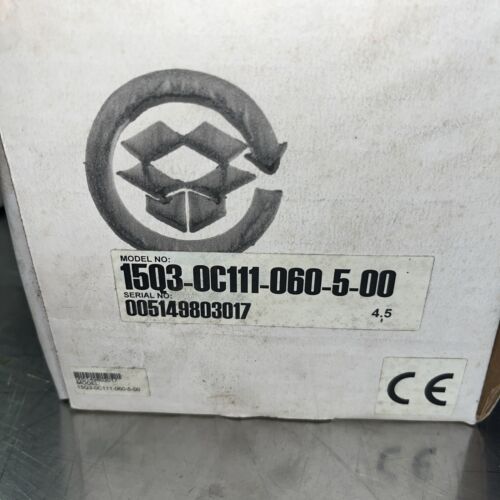 MODEL NO:
15Q3-0C111-060-5-00
SERIAL NO:
005149803017
4.5
MODEL
15Q3-0C111-060-5-00
CE